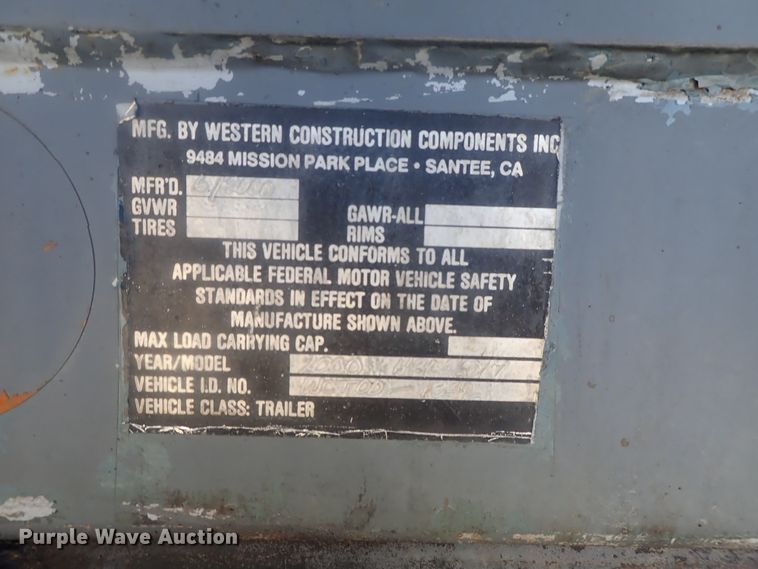 MFG. BY WESTERN CONSTRUCTION COMPONENTS INC
9484 MISSION PARK PLACE • SANTEE, CA
MFR'D.
GVWR
GAWR-ALL
TIRES
RIMS
THIS VEHICLE CONFORMS TO ALL
APPLICABLE FEDERAL MOTOR VEHICLE SAFETY
STANDARDS IN EFFECT ON THE DATE OF
MANUFACTURE SHOWN ABOVE.
MAX LOAD CARRYING CAP.
YEAR/MODEL
VEHICLE I.D. NO.
VEHICLE CLASS: TRAILER
Purple Wave Auction